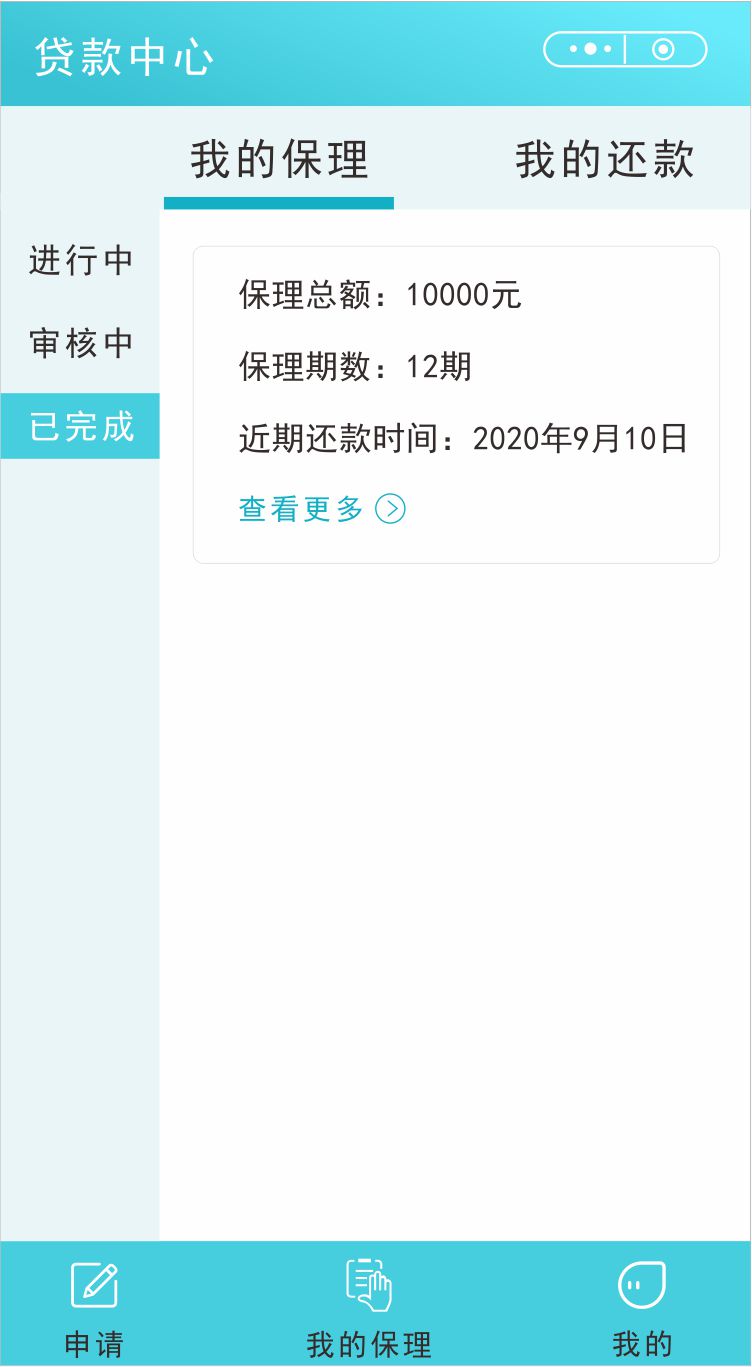 贷款中心
我的保理
我的还款
进行中
审核中
已完成
保理总额：10000元
保理期数：12期
近期还款时间：2020年9月10日
查看更多
申请
我的保理
我的